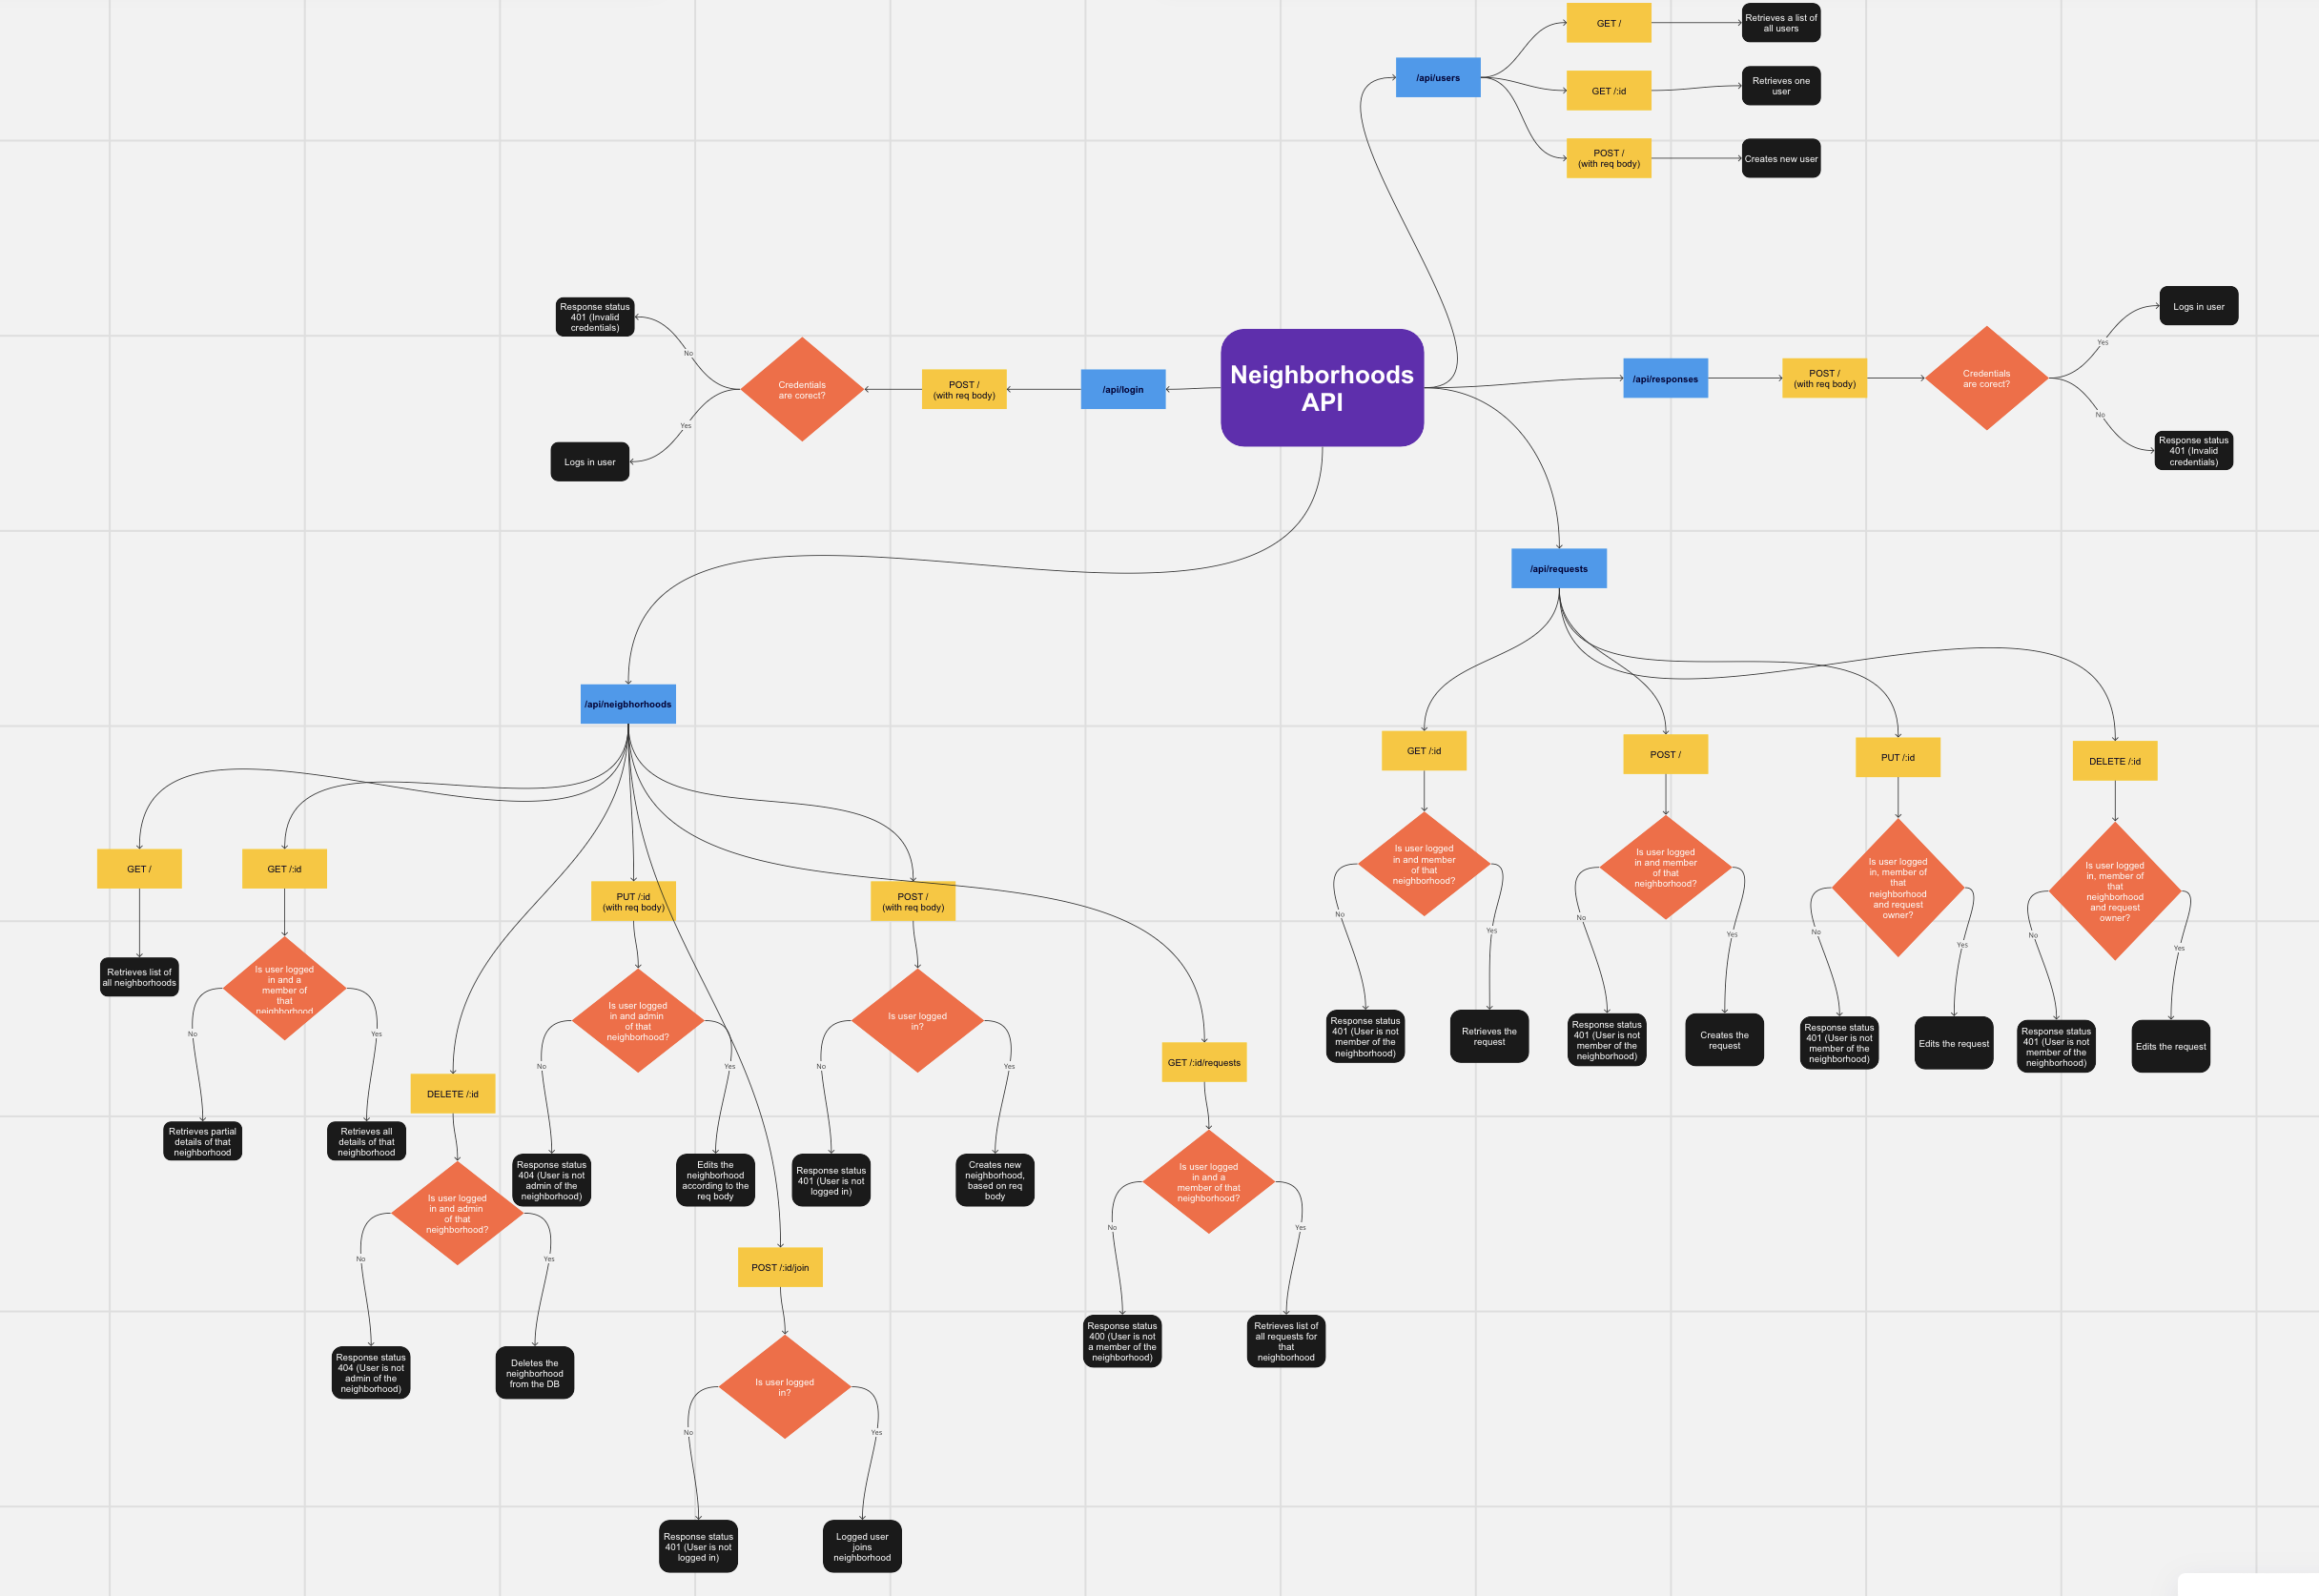 GET /
Retrieves a list of
all users
/api/users
GET /:id
Retrieves one
user
POST /
(with req body)
Creates new user
Response status
401 (Invalid
credentials)
No
Credentials
are corect?
Yes
Logs in user
POST /
(with req body)
/api/login
Neighborhoods
API
/api/responses
POST /
(with req body)
Credentials
are corect?
Yes
Logs in user
No
Response status
401 (Invalid
credentials)
/api/requests
/api/neigbhorhoods
GET /:id
POST /
PUT /:id
DELETE /:id
Is user logged
in and member
of that
neighborhood?
No
Yes
Response status
401 (User is not
member of the
neighborhood)
Retrieves the
request
Is user logged
in and member
of that
neighborhood?
No
Yes
Response status
401 (User is not
member of the
neighborhood)
Creates the
request
Is user logged
in, member of
that
neighborhood
and request
owner?
No
Yes
Response status
401 (User is not
member of the
neighborhood)
Edits the request
Is user logged
in, member of
that
neighborhood
and request
owner?
No
Yes
Response status
401 (User is not
member of the
neighborhood)
Edits the request
GET /
Retrieves list of
all neighborhoods
GET /:id
Is user logged
in and a
member of
that
neighborhood
No
Yes
Retrieves partial
details of that
neighborhood
Retrieves all
details of that
neighborhood
DELETE /:id
Is user logged
in and admin
of that
neighborhood?
No
Yes
Response status
404 (User is not
admin of the
neighborhood)
Deletes the
neighborhood
from the DB
PUT /:id
(with req body)
Is user logged
in and admin
of that
neighborhood?
No
Yes
Response status
404 (User is not
admin of the
neighborhood)
Edits the
neighborhood
according to the
req body
POST /:id/join
Is user logged
in?
No
Yes
Response status
401 (User is not
logged in)
Logged user
joins
neighborhood
POST /
(with req body)
Is user logged
in?
No
Yes
Response status
401 (User is not
logged in)
Creates new
neighborhood,
based on req
body
GET /:id/requests
Is user logged
in and a
member of that
neighborhood?
No
Yes
Response status
400 (User is not
a member of the
neighborhood)
Retrieves list of
all requests for
that
neighborhood